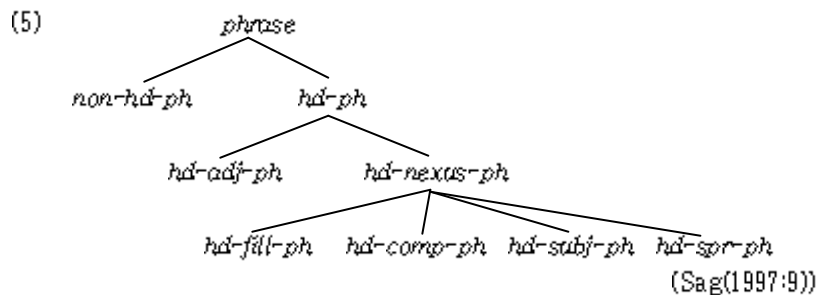 (5) phrase
non-hd-ph hd-ph
hd-adj-ph hd-nexus-ph
hd-fill-ph hd-comp-ph hd-subj-ph hd-spr-ph
(Sag(1997:9))